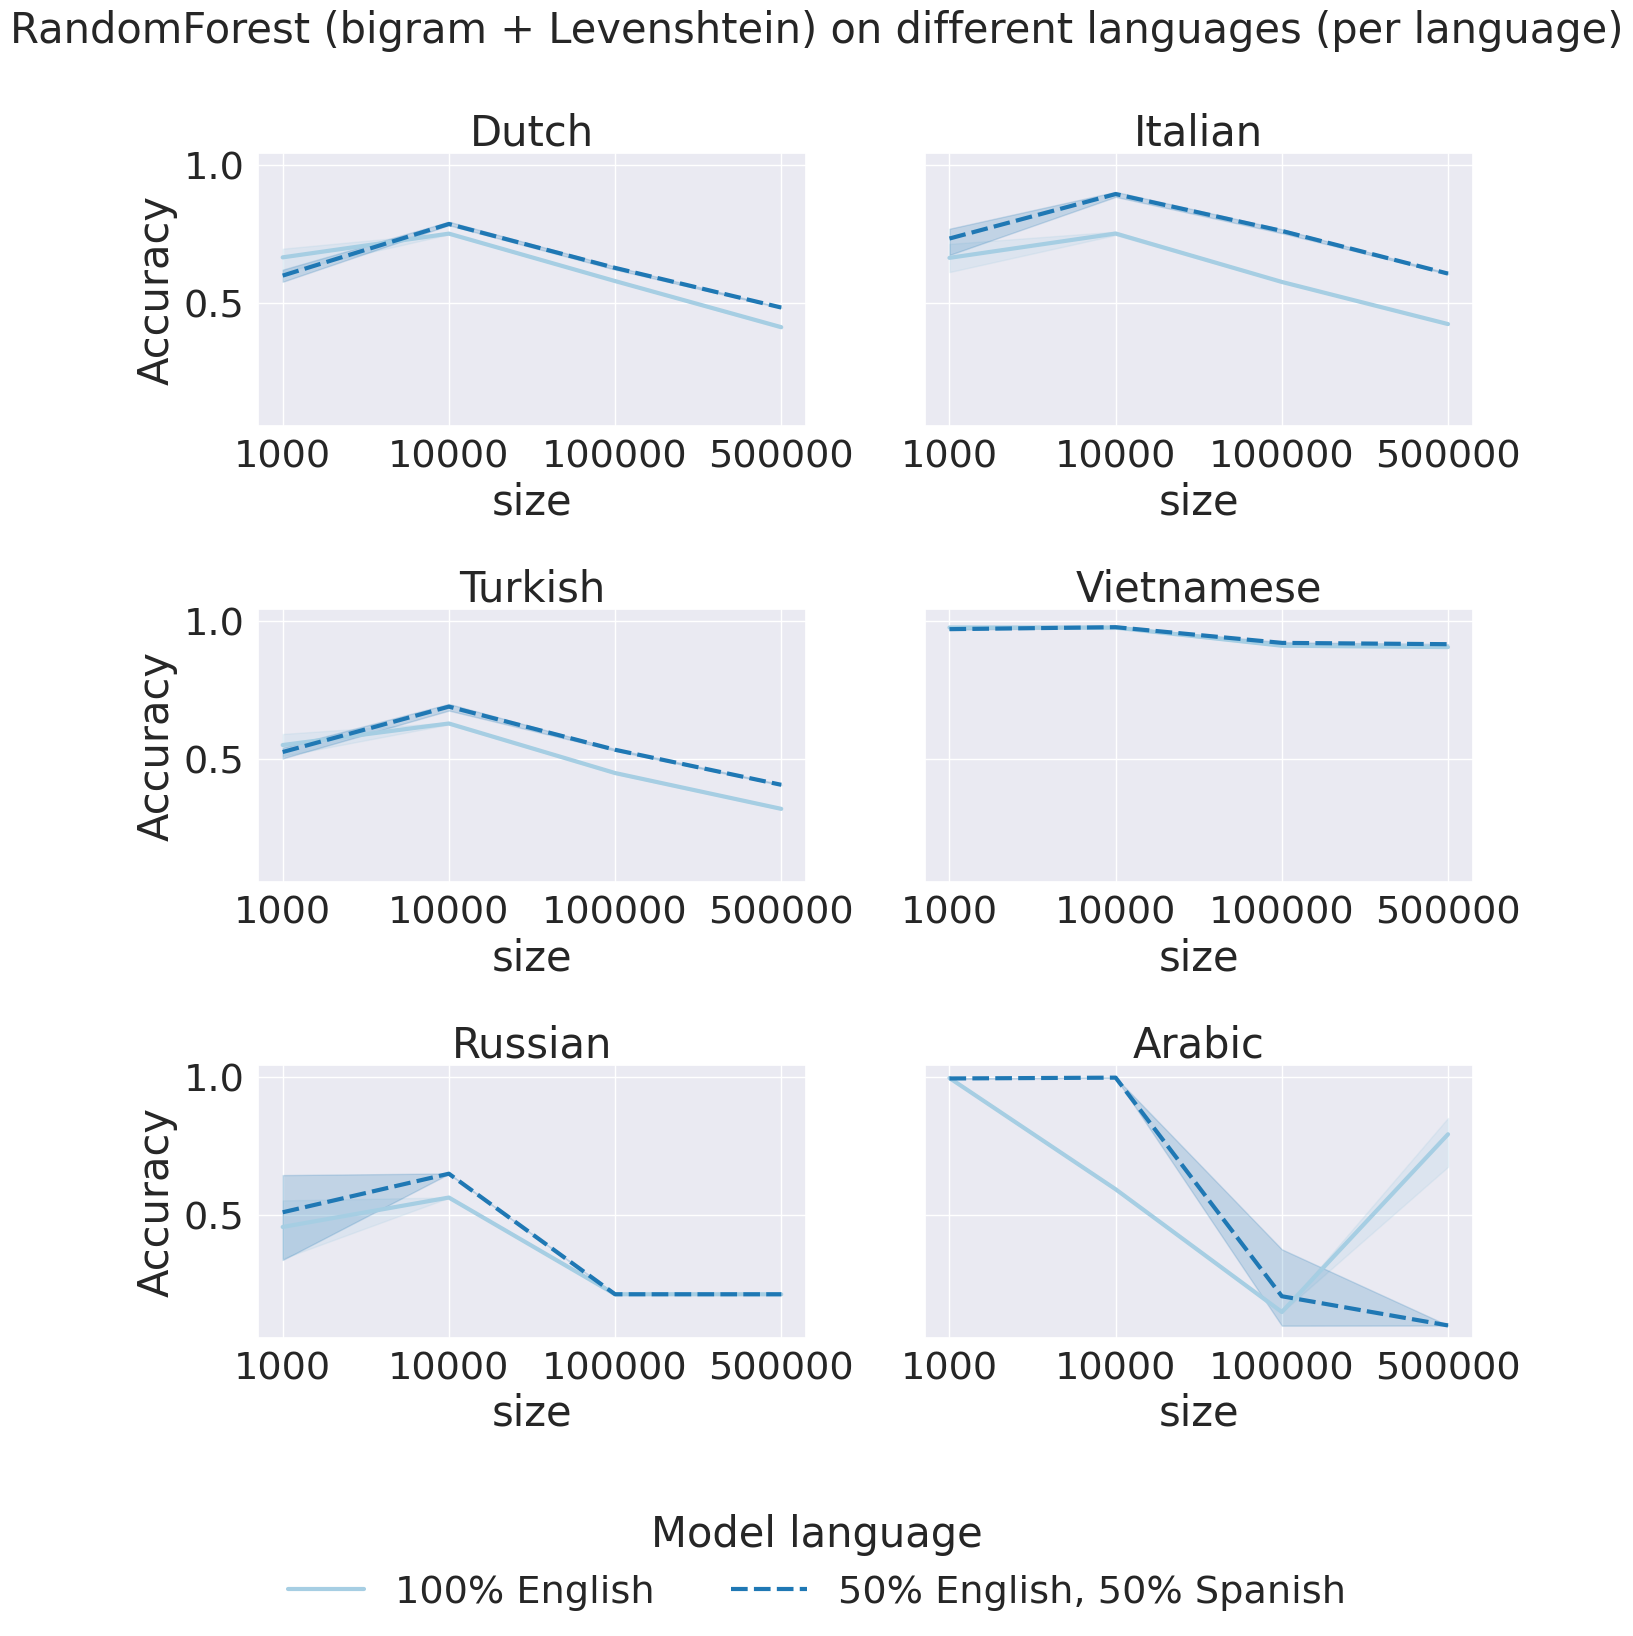 RandomForest (bigram + Levenshtein) on different languages (per language)
Dutch
Italian
Accuracy
1.0
0.5
1000 10000 100000 500000
1000 10000 100000 500000
size
size
Turkish
Vietnamese
Accuracy
1.0
0.5
1000 10000 100000 500000
1000 10000 100000 500000
size
size
Russian
Arabic
Accuracy
1.0
0.5
1000 10000 100000 500000
1000 10000 100000 500000
size
size
Model language
100% English
50% English, 50% Spanish